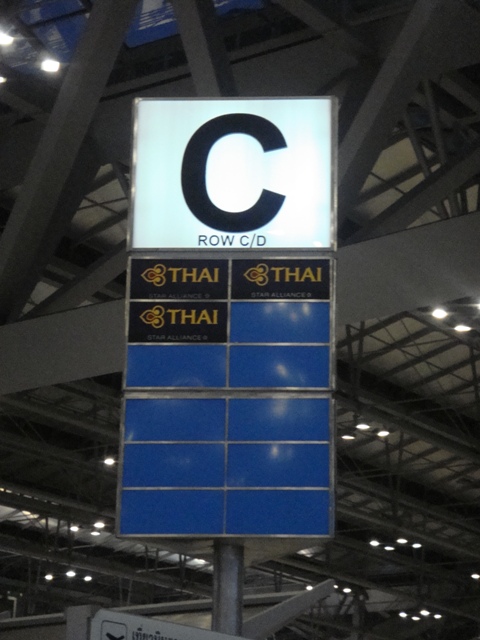 C
ROW C/D
THAI THAI
STAR ALLIANCE STAR ALLIANCE
THAI
STAR ALLIANCE